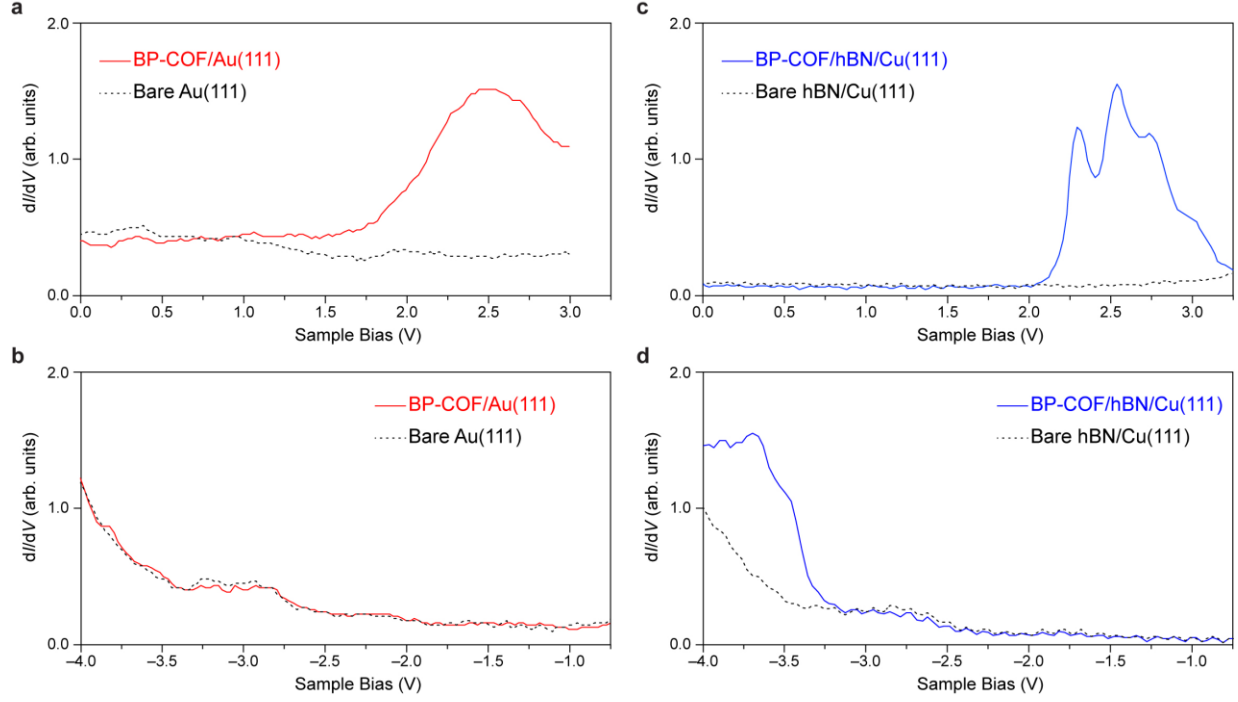 a
2.0
1.0
0.0
dI/dV (arb. units)
BP-COF/Au(111)
Bare Au(111)
0.0 0.5 1.0 1.5 2.0 2.5 3.0
Sample Bias (V)
c
2.0
1.0
0.0
dI/dV (arb. units)
BP-COF/hBN/Cu(111)
Bare hBN/Cu(111)
0.0 0.5 1.0 1.5 2.0 2.5 3.0
Sample Bias (V)
b
2.0
1.0
0.0
dI/dV (arb. units)
BP-COF/Au(111)
Bare Au(111)
−4.0 −3.5 −3.0 −2.5 −2.0 −1.5 −1.0
Sample Bias (V)
d
2.0
1.0
0.0
dI/dV (arb. units)
BP-COF/hBN/Cu(111)
Bare hBN/Cu(111)
−4.0 −3.5 −3.0 −2.5 −2.0 −1.5 −1.0
Sample Bias (V)